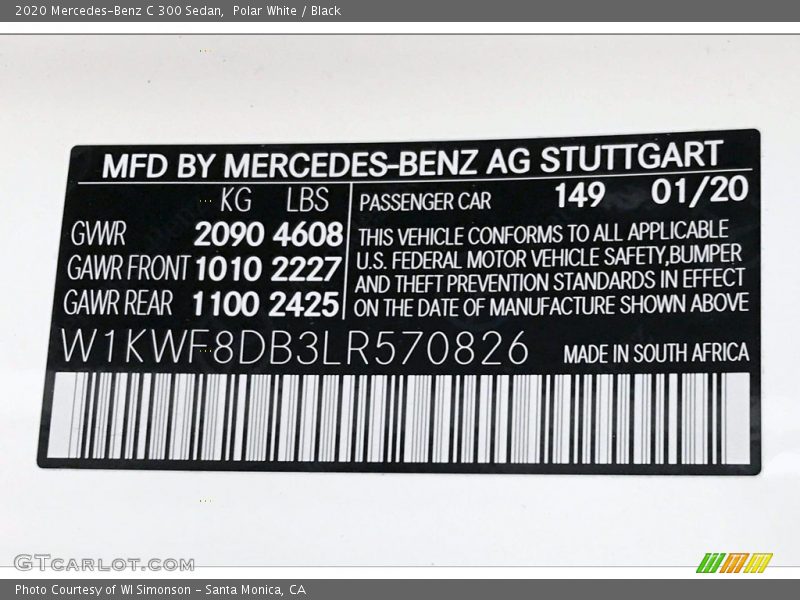 2020 Mercedes-Benz C 300 Sedan,  Polar White / Black
MFD BY MERCEDES-BENZ AG STUTTGART
KG LBS PASSENGER CAR 149 01/20
GVWR 2090 4608 THIS VEHICLE CONFORMS TO ALL APPLICABLE
GAWR FRONT 1010 2227 U.S. FEDERAL MOTOR VEHICLE SAFETY,BUMPER
AND THEFT PREVENTION STANDARDS IN EFFECT
GAWR REAR 1100 2425 ON THE DATE OF MANUFACTURE SHOWN ABOVE
W1KWF8DB3LR570826 MADE IN SOUTH AFRICA
GTCARLOT.COM
Photo Courtesy of WI Simonson - Santa Monica, CA